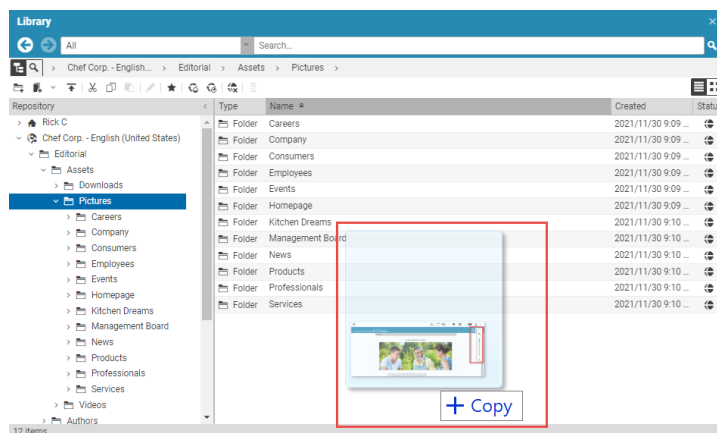 Library
All
Search...
Chef Corp. - English... > Editorial > Assets > Pictures >
Repository
Type Name Created Statu
Rick C
Chef Corp. - English (United States)
Editorial
Assets
Downloads
Pictures
Careers
Company
Consumers
Employees
Events
Homepage
Kitchen Dreams
Management Board
News
Products
Professionals
Services
Videos
Authors
Folder Careers 2021/11/30 9:09 ...
Folder Company 2021/11/30 9:09 ...
Folder Consumers 2021/11/30 9:09 ...
Folder Employees 2021/11/30 9:09 ...
Folder Events 2021/11/30 9:09 ...
Folder Homepage 2021/11/30 9:09 ...
Folder Kitchen Dreams 2021/11/30 9:10 ...
Folder Management Board 2021/11/30 9:10 ...
Folder News 2021/11/30 9:10 ...
Folder Products 2021/11/30 9:10 ...
Folder Professionals 2021/11/30 9:10 ...
Folder Services 2021/11/30 9:10 ...
+ Copy
12 items